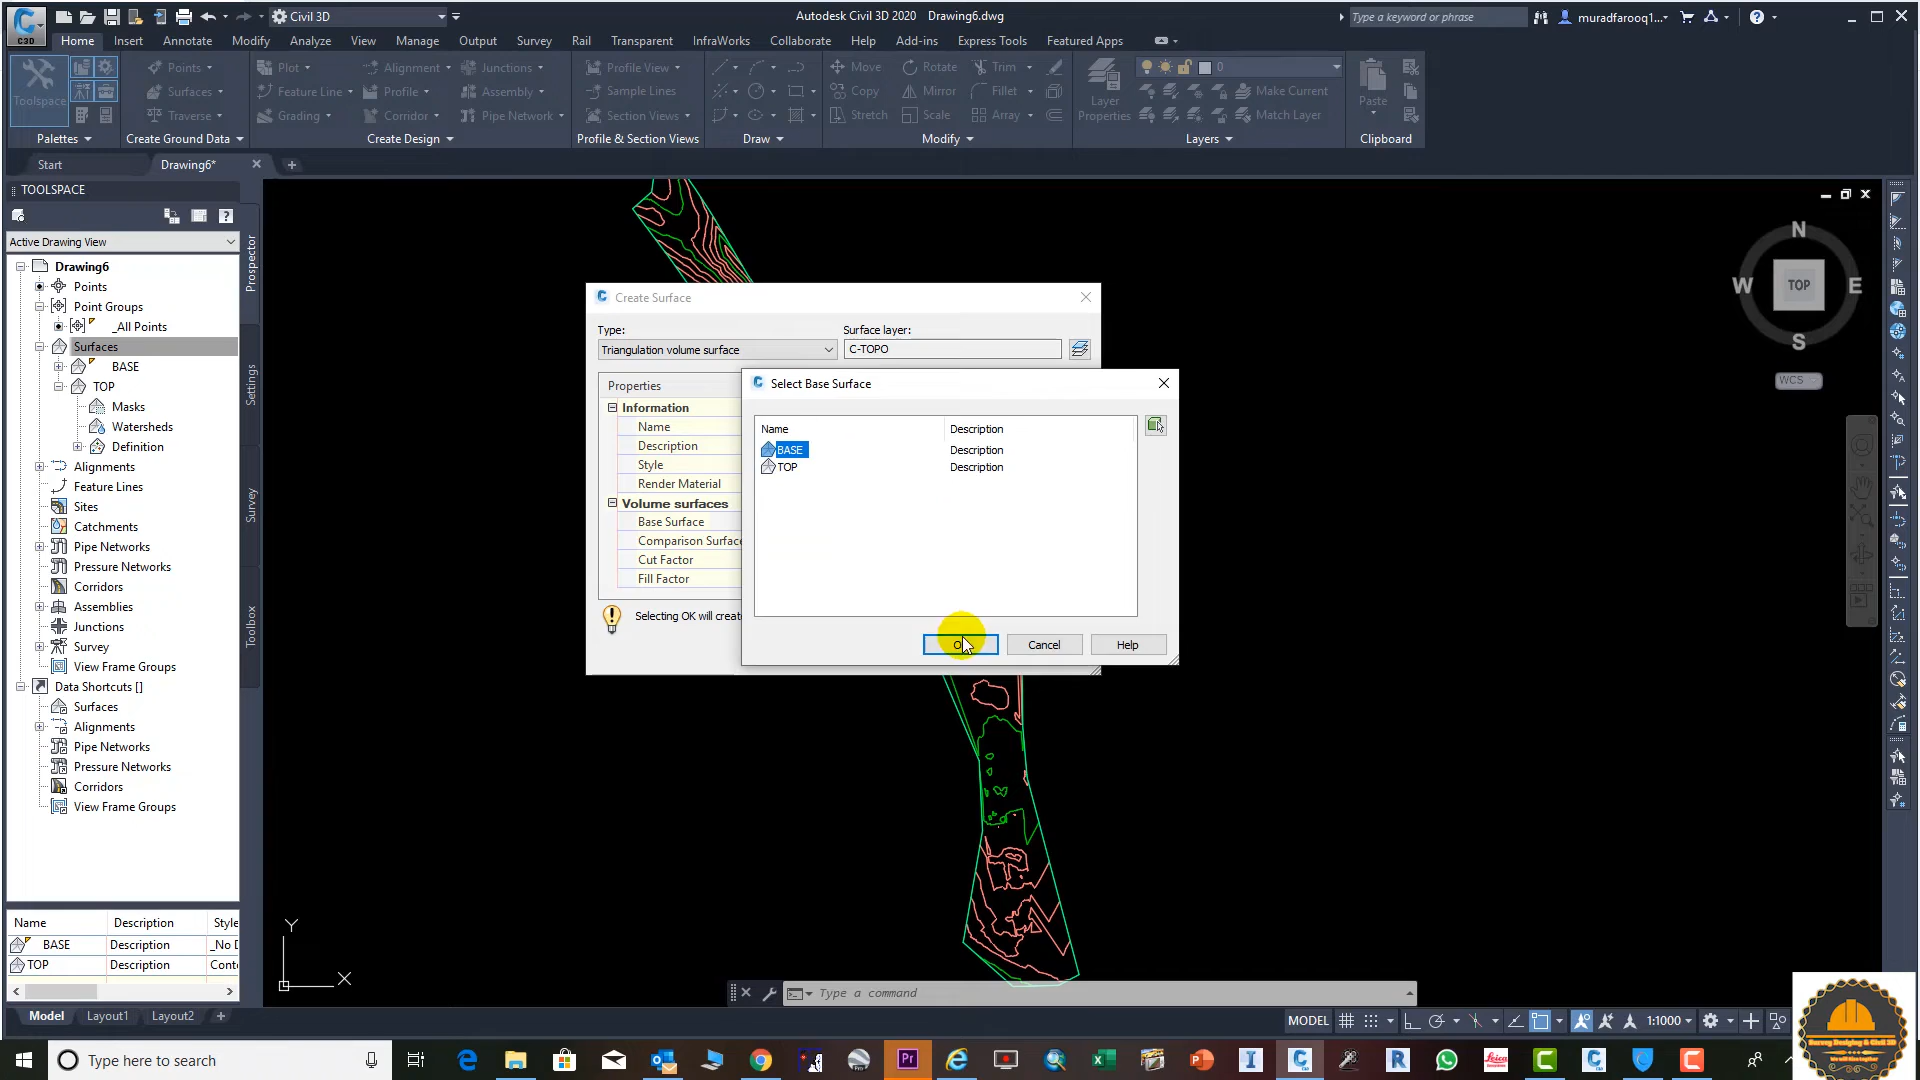 Civil 3D
Autodesk Civil 3D 2020 Drawing6.dwg
Type a keyword or phrase
muradfarooq1...
C3D
Home Insert Annotate Modify Analyze View Manage Output Survey Rail Transparent InfraWorks Collaborate Help Add-ins Express Tools Featured Apps
Points Plot Alignment Junctions Profile View Move Rotate Trim 0
Toolspace Surfaces Feature Line Profile Assembly Sample Lines Copy Mirror Fillet Layer Properties Make Current Paste
Traverse Grading Corridor Pipe Network Section Views Stretch Scale Array Match Layer
Palettes Create Ground Data Create Design Profile & Section Views Draw Modify Layers Clipboard
Start Drawing6*
TOOLSPACE
Active Drawing View
Drawing6
Points
Point Groups
_All Points
Surfaces
BASE
TOP
Masks
Watersheds
Definition
Alignments
Feature Lines
Sites
Catchments
Pipe Networks
Pressure Networks
Corridors
Assemblies
Junctions
Survey
View Frame Groups
Data Shortcuts []
Surfaces
Alignments
Pipe Networks
Pressure Networks
Corridors
View Frame Groups
Prospector
Settings
Survey
Toolbox
Name Description Style
BASE Description _No D
TOP Description Conto
Create Surface
Type: Surface layer:
Triangulation volume surface C-TOPO
Properties
Information
Name
Description
Style
Render Material
Volume surfaces
Base Surface
Comparison Surface
Cut Factor
Fill Factor
Selecting OK will creat
Select Base Surface
Name Description
BASE Description
TOP Description
Cancel Help
N
W TOP E
S
WCS
Y
X
Type a command
Model Layout1 Layout2
MODEL 1:1000
Type here to search